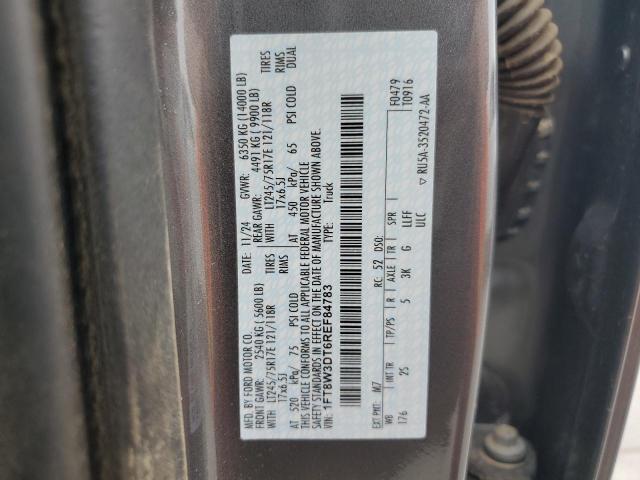 MFD. BY FORD MOTOR CO.
DATE: 11/24 GVWR: 6350 KG (14000 LB)
FRONT GAWR: 2540 KG (5600 LB) REAR GAWR: 4491 KG (9900 LB)
WITH LT245/75R17E 121/118R TIRES WITH LT245/75R17E 121/118R TIRES
17x6.5J RIMS 17x6.5J RIMS
AT 520 kPa/ 75 PSI COLD AT 450 kPa/ 65 PSI COLD DUAL
THIS VEHICLE CONFORMS TO ALL APPLICABLE FEDERAL MOTOR VEHICLE
SAFETY STANDARDS IN EFFECT ON THE DATE OF MANUFACTURE SHOWN ABOVE.
VIN: 1FT8W3DT6REF84783 TYPE: Truck
F0479
T0916
EXT PNT: M7 RC: 52 DSO:
WB INT TR TP/PS R AXLE TR SPR
176 25 5 3K G LEFF
ULC
▽ RU5A-3520472-AA